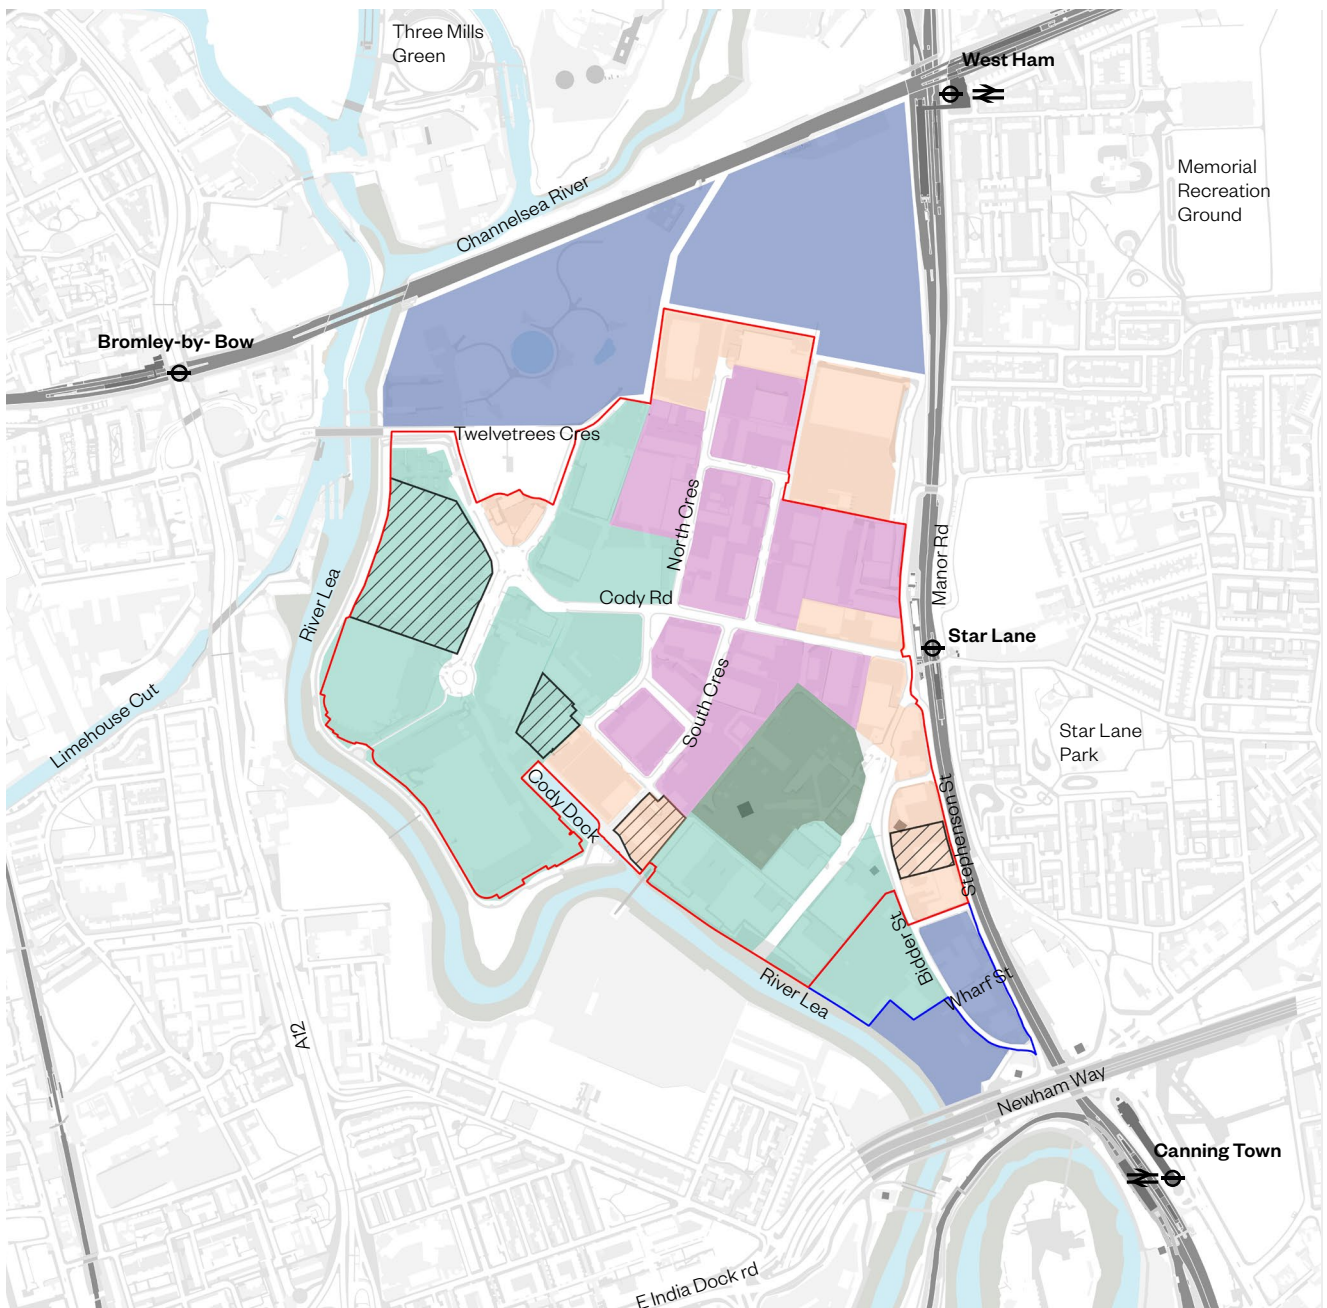 Three Mills
Green
West Ham
Memorial
Recreation
Ground
Channelsea River
Bromley-by- Bow
Twelvetrees Cres
North Cres
Manor Rd
River Lea
Cody Rd
Star Lane
South Cres
Limehouse Cut
Star Lane
Park
Cody Dock
Stephenson St
Bidder St
River Lea
Wharf St
A12
Newham Way
Canning Town
E India Dock rd